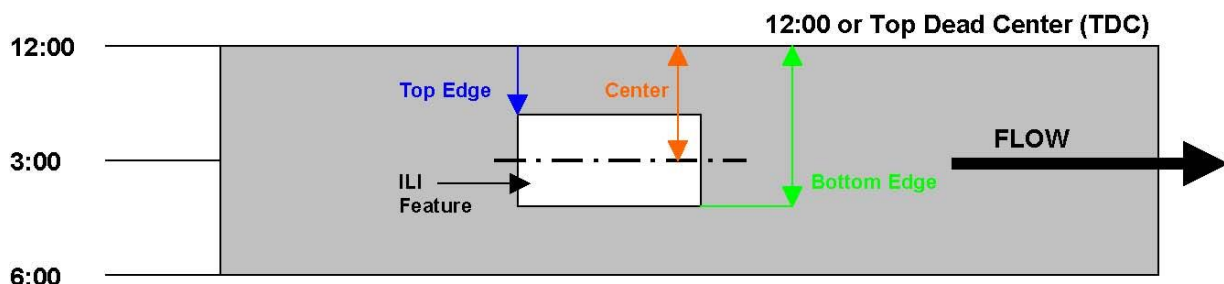 12:00 or Top Dead Center (TDC)
12:00
Top Edge
Center
FLOW
3:00
Bottom Edge
ILI
Feature
6:00